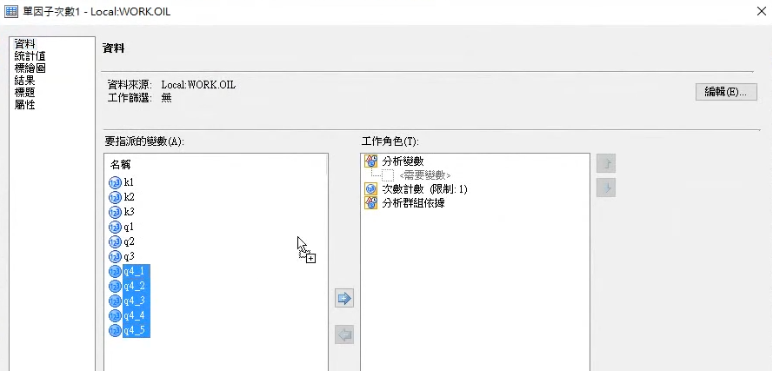 單因子次數1 - Local:WORK.OIL
資料
統計值
標繪圖
結果
標題
屬性
資料
資料來源: Local:WORK.OIL
工作篩選: 無
編輯(E)...
要指派的變數(A):
名稱
k1
k2
k3
q1
q2
q3
q4_1
q4_2
q4_3
q4_4
q4_5
工作角色(T):
分析變數
<需要變數>
次數計數 (限制: 1)
分析群組依據